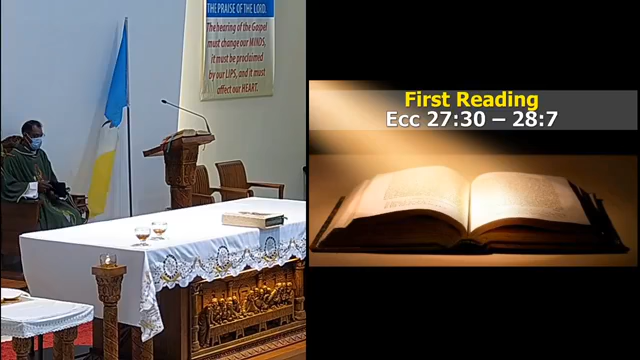 THE PRAISE OF THE LORD.
The hearing of the Gospel
must change our MINDS,
it must be proclaimed
by our LIPS, and it must
affect our HEART.
First Reading
Ecc 27:30 – 28:7